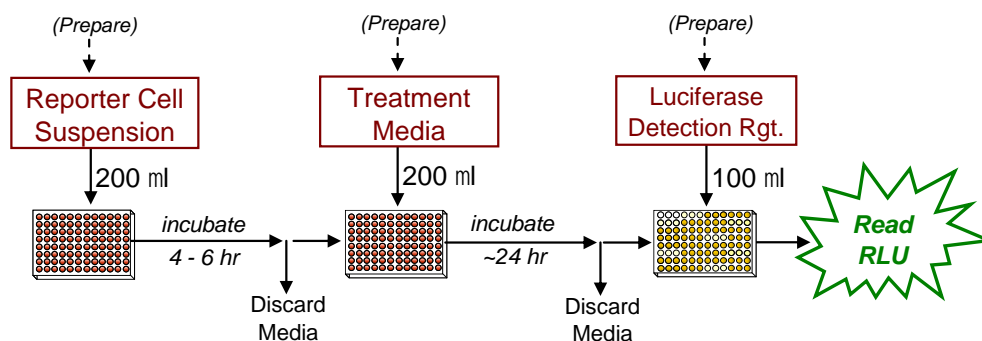 (Prepare)
(Prepare)
(Prepare)
Reporter Cell
Suspension
Treatment
Media
Luciferase
Detection Rgt.
200 ml
200 ml
100 ml
incubate
4 - 6 hr
incubate
~24 hr
Read
RLU
Discard
Media
Discard
Media